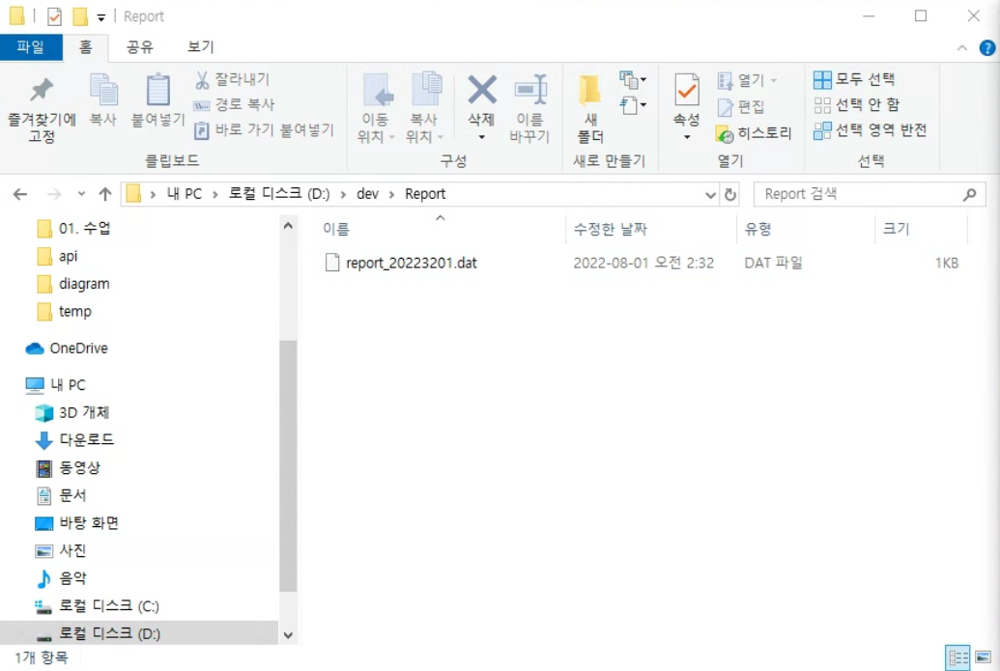 Report
파일 홈 공유 보기
즐겨찾기에 고정
복사
붙여넣기
잘라내기
경로 복사
바로 가기 붙여넣기
클립보드
이동 위치
복사 위치
삭제
이름 바꾸기
구성
새 폴더
새로 만들기
속성
열기
편집
히스토리
열기
모두 선택
선택 안 함
선택 영역 반전
선택
내 PC > 로컬 디스크 (D:) > dev > Report
Report 검색
01. 수업
api
diagram
temp
OneDrive
내 PC
3D 개체
다운로드
동영상
문서
바탕 화면
사진
음악
로컬 디스크 (C:)
로컬 디스크 (D:)
이름 수정한 날짜 유형 크기
report_20223201.dat 2022-08-01 오전 2:32 DAT 파일 1KB
1개 항목